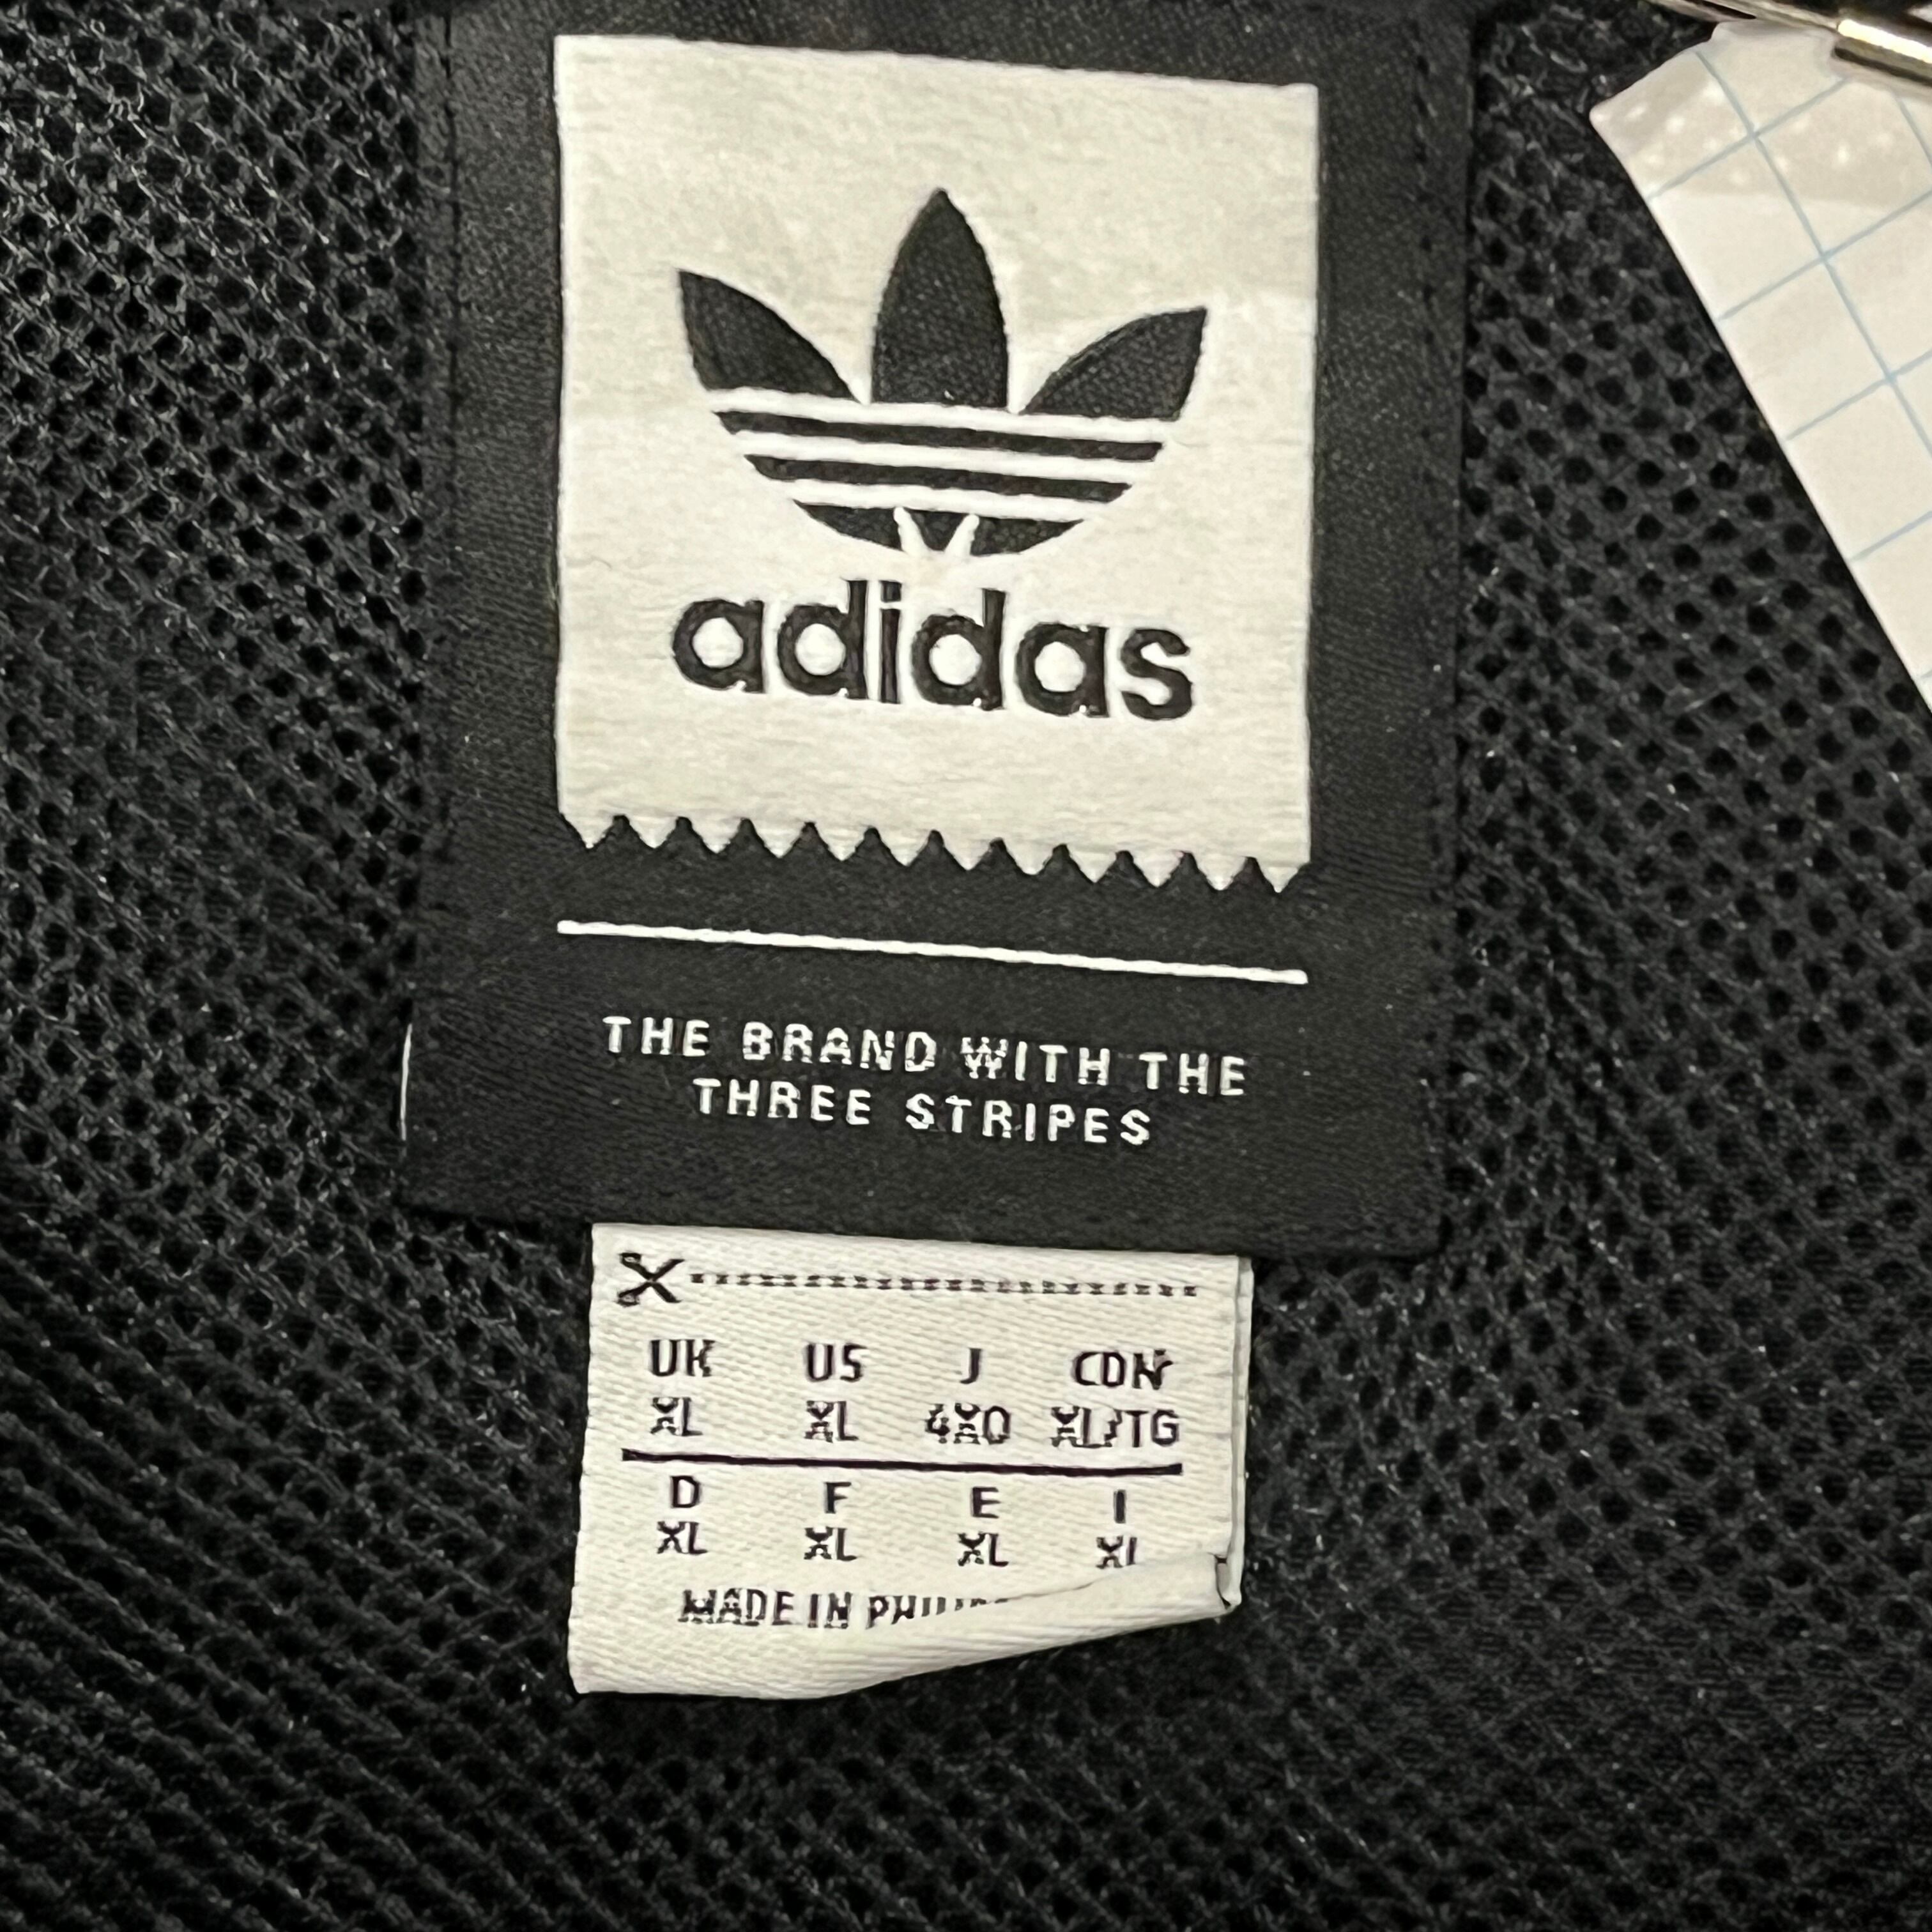 adidas
THE BRAND WITH THE
THREE STRIPES
UK US J CDN
XL XL 4XO XL/TG
D F E I
XL XL XL XL
MADE IN